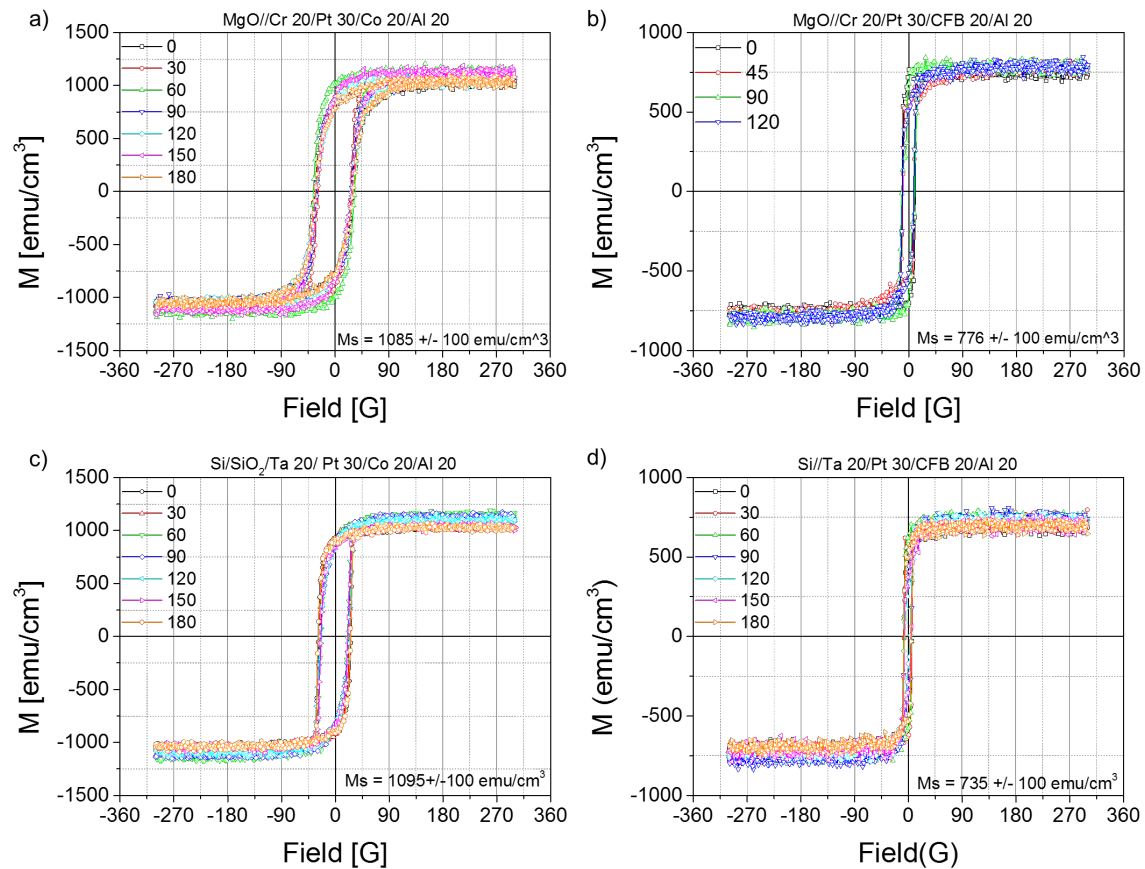 a)
MgO//Cr 20/Pt 30/Co 20/Al 20
1500
1000
500
0
-500
-1000
-1500
M [emu/cm³]
0
30
60
90
120
150
180
Ms = 1085 +/- 100 emu/cm^3
-360 -270 -180 -90 0 90 180 270 360
Field [G]
b)
MgO//Cr 20/Pt 30/CFB 20/Al 20
1000
500
0
-500
-1000
M [emu/cm³]
0
45
90
120
Ms = 776 +/- 100 emu/cm^3
-360 -270 -180 -90 0 90 180 270 360
Field [G]
c)
Si/SiO₂/Ta 20/ Pt 30/Co 20/Al 20
1500
1000
500
0
-500
-1000
-1500
M [emu/cm³]
0
30
60
90
120
150
180
Ms = 1095+/-100 emu/cm³
-360 -270 -180 -90 0 90 180 270 360
Field [G]
d)
Si//Ta 20/Pt 30/CFB 20/Al 20
1000
500
0
-500
-1000
M (emu/cm³)
0
30
60
90
120
150
180
Ms = 735 +/- 100 emu/cm³
-360 -270 -180 -90 0 90 180 270 360
Field(G)